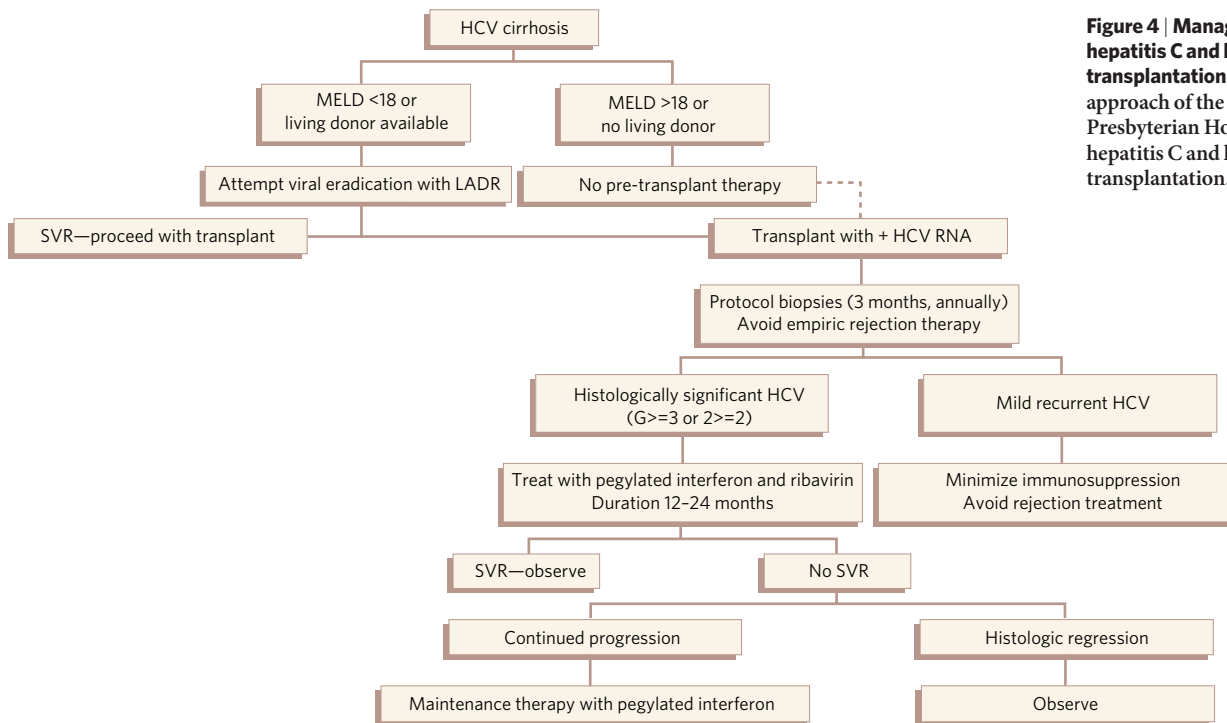 HCV cirrhosis
MELD <18 or
living donor available
MELD >18 or
no living donor
Attempt viral eradication with LADR
No pre-transplant therapy
SVR—proceed with transplant
Transplant with + HCV RNA
Protocol biopsies (3 months, annually)
Avoid empiric rejection therapy
Histologically significant HCV
(G>=3 or 2>=2)
Mild recurrent HCV
Treat with pegylated interferon and ribavirin
Duration 12–24 months
Minimize immunosuppression
Avoid rejection treatment
SVR—observe
No SVR
Continued progression
Histologic regression
Maintenance therapy with pegylated interferon
Observe
Figure 4 | Manag
hepatitis C and
transplantation
approach of the
Presbyterian Ho
hepatitis C and
transplantation.